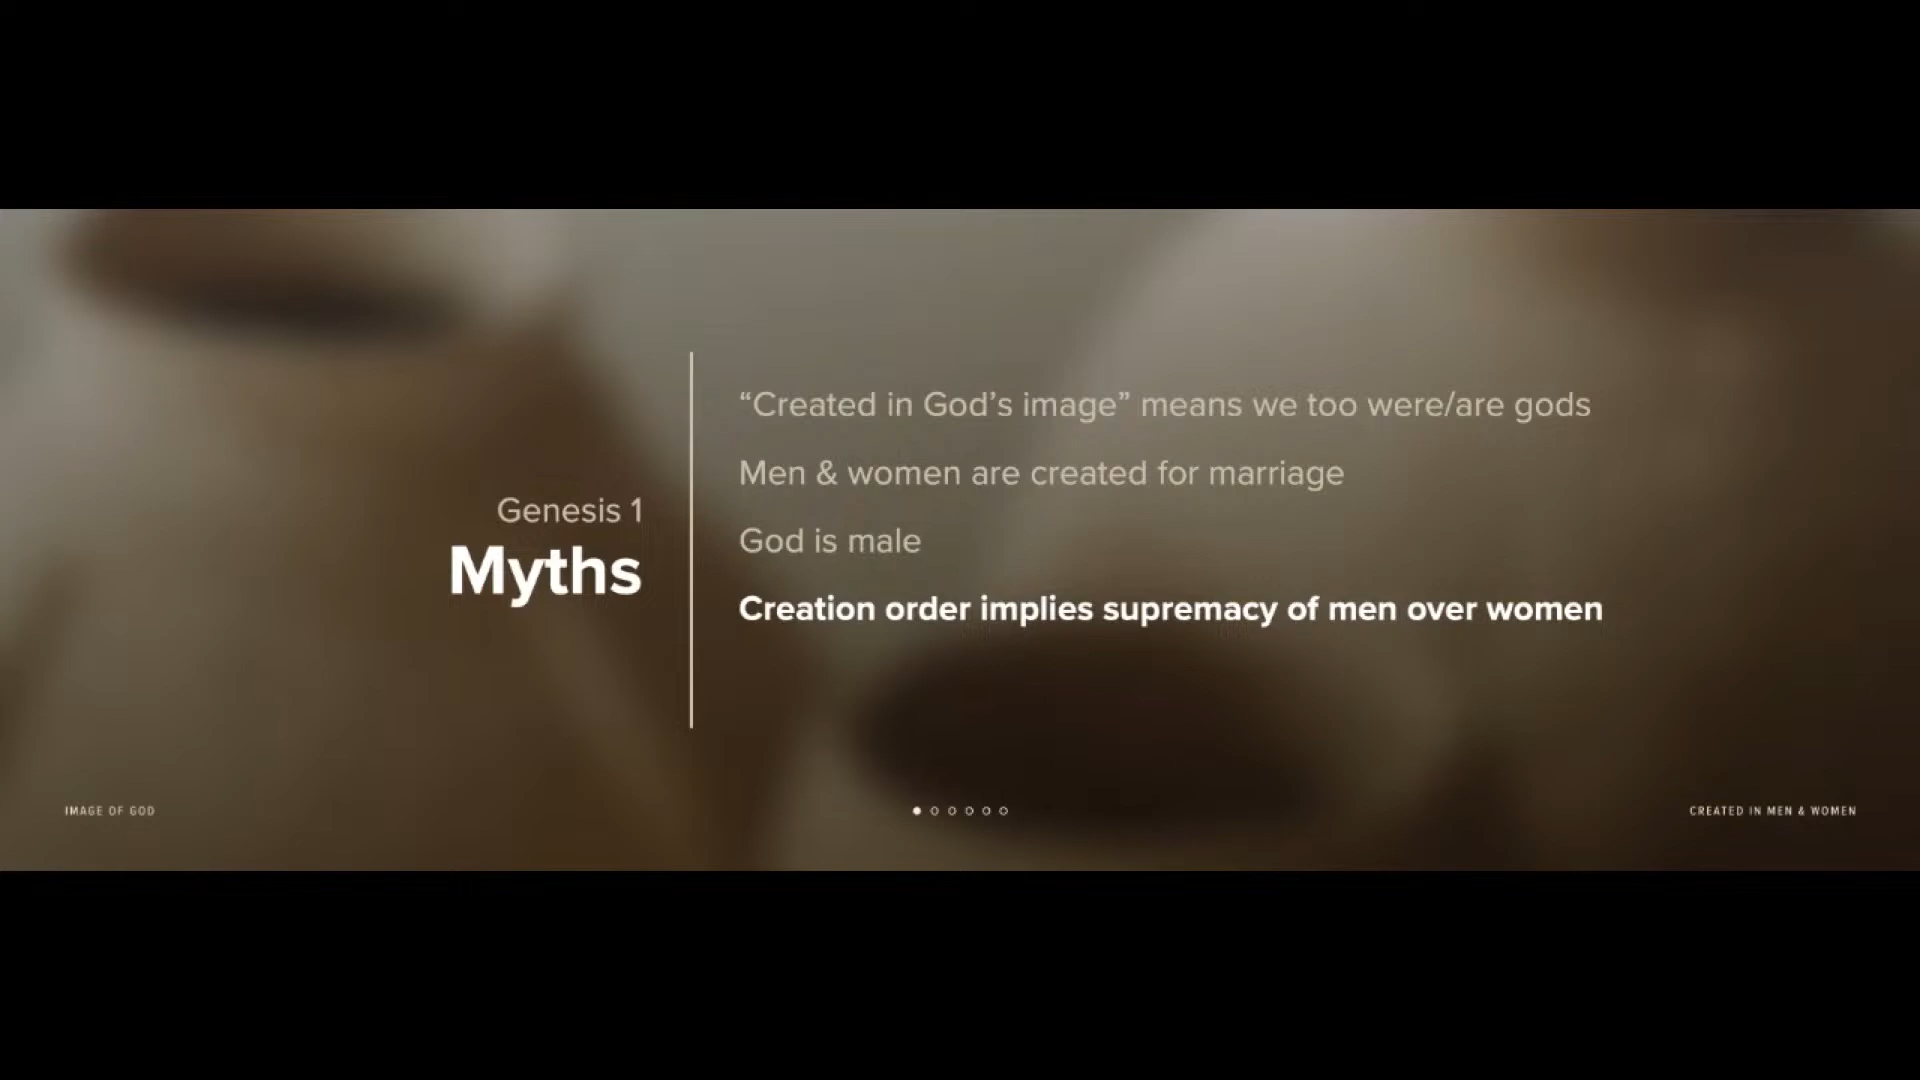 Genesis 1
Myths
“Created in God’s image” means we too were/are gods
Men & women are created for marriage
God is male
Creation order implies supremacy of men over women
IMAGE OF GOD
CREATED IN MEN & WOMEN